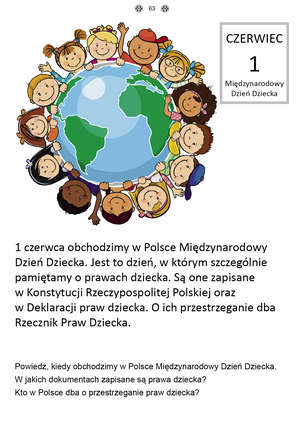 63
CZERWIEC
1
Międzynarodowy
Dzień Dziecka
1 czerwca obchodzimy w Polsce Międzynarodowy
Dzień Dziecka. Jest to dzień, w którym szczególnie
pamiętamy o prawach dziecka. Są one zapisane
w Konstytucji Rzeczypospolitej Polskiej oraz
w Deklaracji praw dziecka. O ich przestrzeganie dba
Rzecznik Praw Dziecka.
Powiedz, kiedy obchodzimy w Polsce Międzynarodowy Dzień Dziecka.
W jakich dokumentach zapisane są prawa dziecka?
Kto w Polsce dba o przestrzeganie praw dziecka?